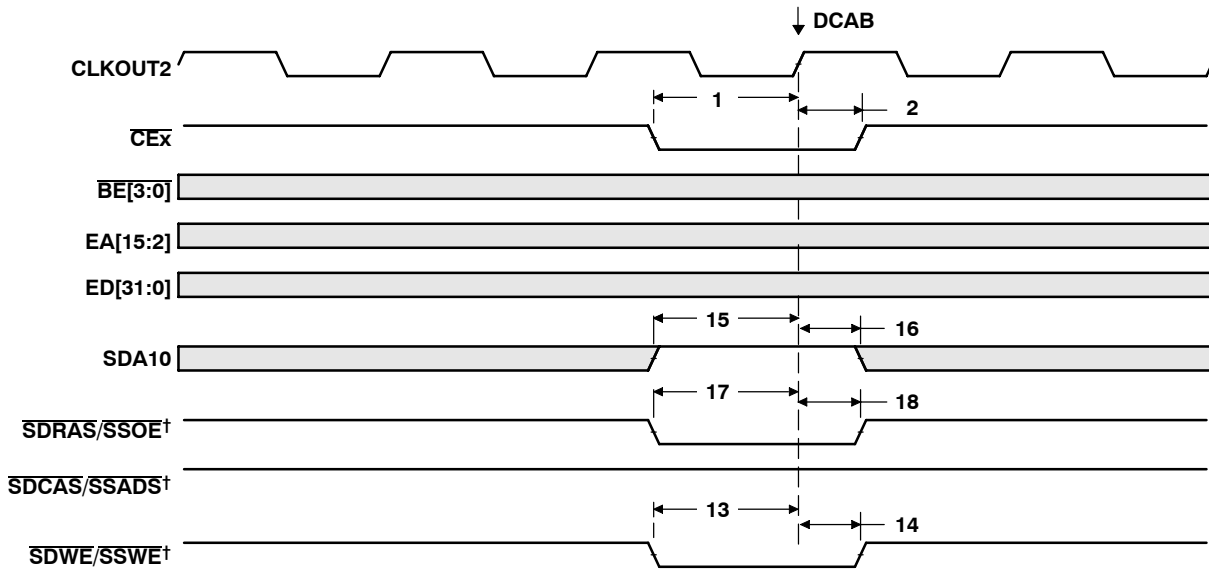 DCAB
CLKOUT2
1
2
CEx
BE[3:0]
EA[15:2]
ED[31:0]
15
16
SDA10
17
18
SDRAS/SSOE†
SDCAS/SSADS†
13
14
SDWE/SSWE†